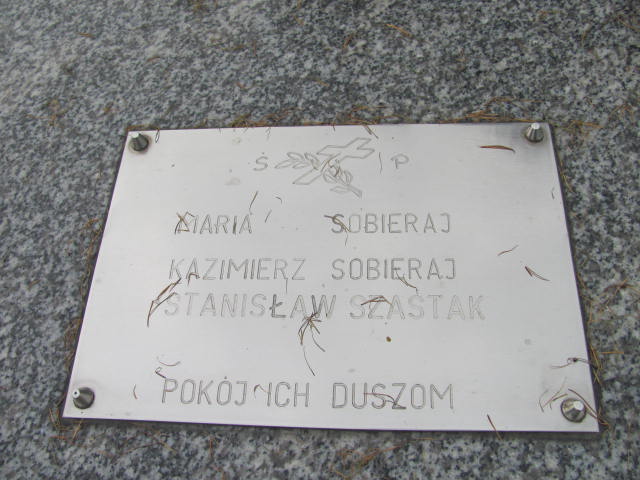 Ś P
MARIA SOBIERAJ
KAZIMIERZ SOBIERAJ
STANISŁAW SZASTAK
POKÓJ ICH DUSZOM